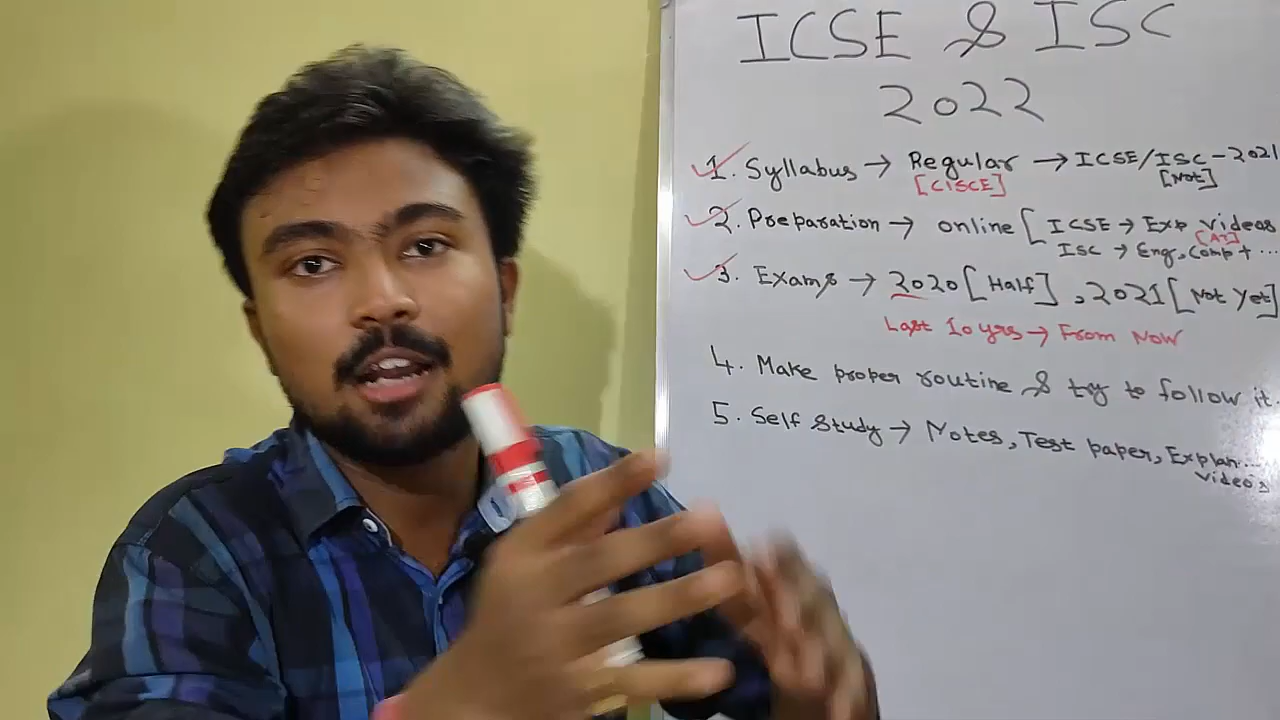 ICSE & ISC
2022
1. Syllabus → Regular → ICSE/ISC-2021
[CISCE] [Not]
2. Preparation → online [ICSE → Exp videos
[AT]
ISC → Eng, Comp + ...
3. Exams → 2020 [Half], 2021 [Not Yet]
Last 10 yrs → From Now
4. Make proper routine & try to follow it.
5. Self Study → Notes, Test paper, Explan...
videos